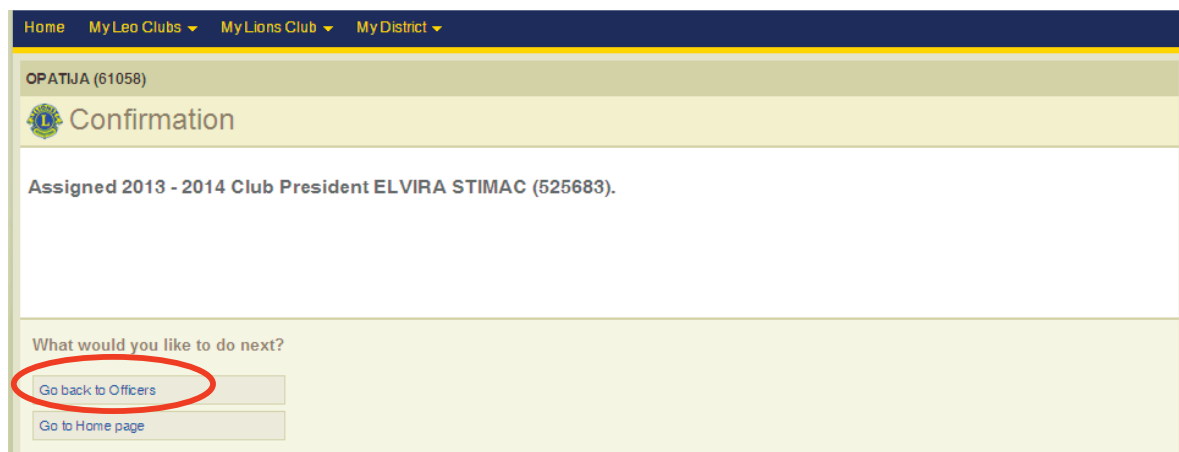 Home My Leo Clubs My Lions Club My District
OPATIJA (61058)
Confirmation
Assigned 2013 - 2014 Club President ELVIRA STIMAC (525683).
What would you like to do next?
Go back to Officers
Go to Home page